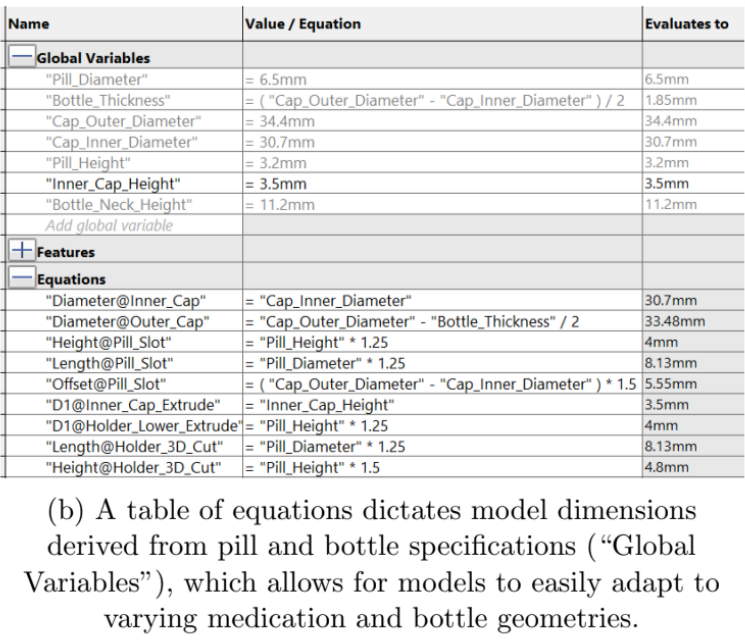 Name Value / Equation Evaluates to
Global Variables
"Pill_Diameter" = 6.5mm 6.5mm
"Bottle_Thickness" = ( "Cap_Outer_Diameter" - "Cap_Inner_Diameter" ) / 2 1.85mm
"Cap_Outer_Diameter" = 34.4mm 34.4mm
"Cap_Inner_Diameter" = 30.7mm 30.7mm
"Pill_Height" = 3.2mm 3.2mm
"Inner_Cap_Height" = 3.5mm 3.5mm
"Bottle_Neck_Height" = 11.2mm 11.2mm
Add global variable
Features
Equations
"Diameter@Inner_Cap" = "Cap_Inner_Diameter" 30.7mm
"Diameter@Outer_Cap" = "Cap_Outer_Diameter" - "Bottle_Thickness" / 2 33.48mm
"Height@Pill_Slot" = "Pill_Height" * 1.25 4mm
"Length@Pill_Slot" = "Pill_Diameter" * 1.25 8.13mm
"Offset@Pill_Slot" = ( "Cap_Outer_Diameter" - "Cap_Inner_Diameter" ) * 1.5 5.55mm
"D1@Inner_Cap_Extrude" = "Inner_Cap_Height" 3.5mm
"D1@Holder_Lower_Extrude" = "Pill_Height" * 1.25 4mm
"Length@Holder_3D_Cut" = "Pill_Diameter" * 1.25 8.13mm
"Height@Holder_3D_Cut" = "Pill_Height" * 1.5 4.8mm
(b) A table of equations dictates model dimensions
derived from pill and bottle specifications (“Global
Variables”), which allows for models to easily adapt to
varying medication and bottle geometries.